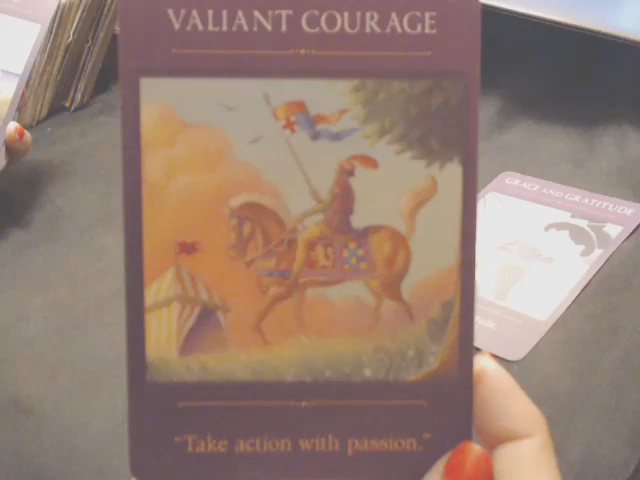 VALIANT COURAGE
"Take action with passion."
GRACE AND GRATITUDE